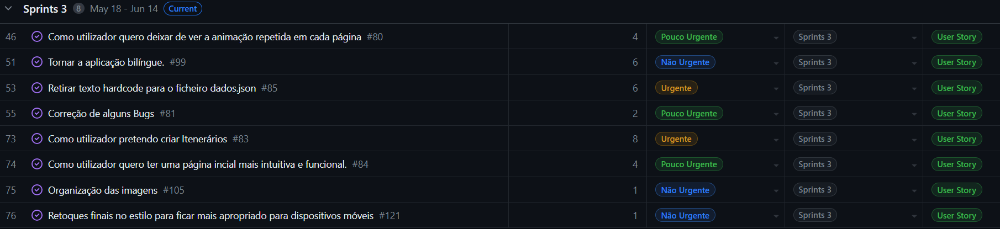 Sprints 3 8 May 18 - Jun 14 Current
46 Como utilizador quero deixar de ver a animação repetida em cada página #80 4 Pouco Urgente Sprints 3 User Story
51 Tornar a aplicação bilíngue. #99 6 Não Urgente Sprints 3 User Story
53 Retirar texto hardcode para o ficheiro dados.json #85 6 Urgente Sprints 3 User Story
55 Correção de alguns Bugs #81 2 Pouco Urgente Sprints 3 User Story
73 Como utilizador pretendo criar Itenerários #83 8 Urgente Sprints 3 User Story
74 Como utilizador quero ter uma página incial mais intuitiva e funcional. #84 4 Pouco Urgente Sprints 3 User Story
75 Organização das imagens #105 1 Não Urgente Sprints 3 User Story
76 Retoques finais no estilo para ficar mais apropriado para dispositivos móveis #121 1 Não Urgente Sprints 3 User Story